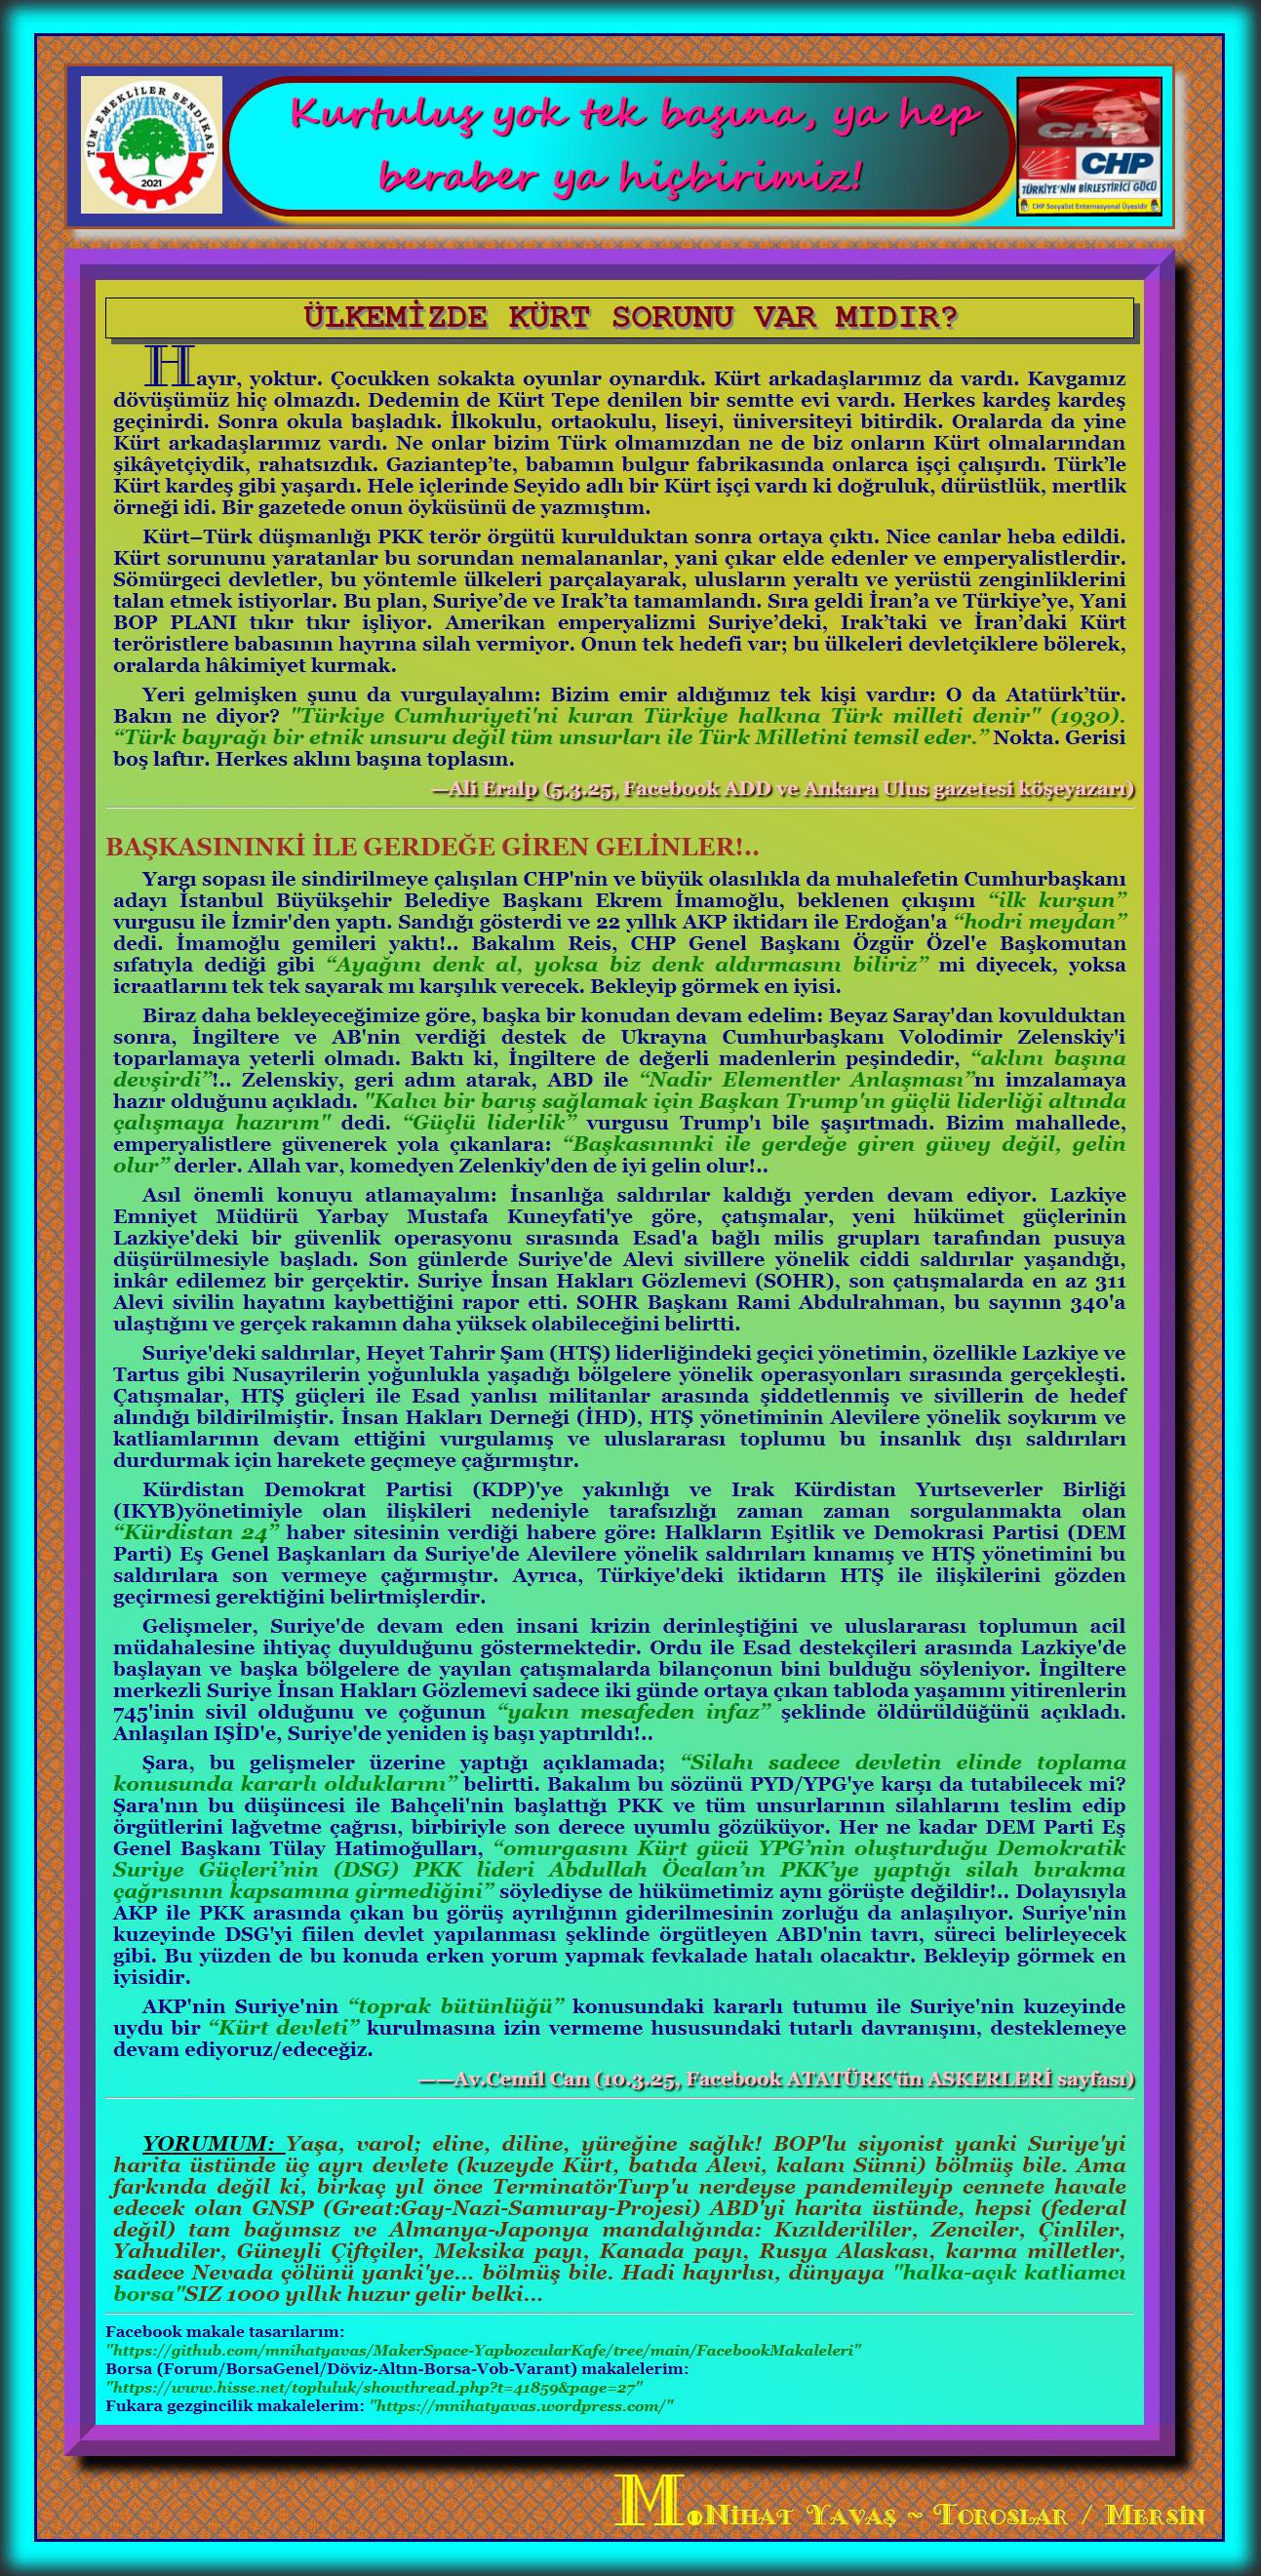 TÜM EMEKLİLER SENDİKASI
2021
Kurtuluş yok tek başına, ya hep
beraber ya hiçbirimiz!
CHP
CHP
TÜRKİYE'NİN BİRLEŞTİRİCİ GÜCÜ
CHP Sosyalist Enternasyonal Üyesidir
ÜLKEMİZDE KÜRT SORUNU VAR MIDIR?
Hayır, yoktur. Çocukken sokakta oyunlar oynardık. Kürt arkadaşlarımız da vardı. Kavgamız
dövüşümüz hiç olmazdı. Dedemin de Kürt Tepe denilen bir semtte evi vardı. Herkes kardeş kardeş
geçinirdi. Sonra okula başladık. İlkokulu, ortaokulu, liseyi, üniversiteyi bitirdik. Oralarda da yine
Kürt arkadaşlarımız vardı. Ne onlar bizim Türk olmamızdan ne de biz onların Kürt olmalarından
şikâyetçiydik, rahatsızdık. Gaziantep’te, babamın bulgur fabrikasında onlarca işçi çalışırdı. Türk’le
Kürt kardeş gibi yaşardı. Hele içlerinde Seyido adlı bir Kürt işçi vardı ki doğruluk, dürüstlük, mertlik
örneği idi. Bir gazetede onun öyküsünü de yazmıştım.
Kürt–Türk düşmanlığı PKK terör örgütü kurulduktan sonra ortaya çıktı. Nice canlar heba edildi.
Kürt sorununu yaratanlar bu sorundan nemalananlar, yani çıkar elde edenler ve emperyalistlerdir.
Sömürgeci devletler, bu yöntemle ülkeleri parçalayarak, ulusların yeraltı ve yerüstü zenginliklerini
talan etmek istiyorlar. Bu plan, Suriye’de ve Irak’ta tamamlandı. Sıra geldi İran’a ve Türkiye’ye, Yani
BOP PLANI tıkır tıkır işliyor. Amerikan emperyalizmi Suriye’deki, Irak’taki ve İran’daki Kürt
teröristlere babasının hayrına silah vermiyor. Onun tek hedefi var; bu ülkeleri devletçiklere bölerek,
oralarda hâkimiyet kurmak.
Yeri gelmişken şunu da vurgulayalım: Bizim emir aldığımız tek kişi vardır: O da Atatürk’tür.
Bakın ne diyor? "Türkiye Cumhuriyeti'ni kuran Türkiye halkına Türk milleti denir" (1930).
“Türk bayrağı bir etnik unsuru değil tüm unsurları ile Türk Milletini temsil eder.” Nokta. Gerisi
boş laftır. Herkes aklını başına toplasın.
—Ali Eralp (5.3.25, Facebook ADD ve Ankara Ulus gazetesi köşeyazarı)
BAŞKASININKİ İLE GERDEĞE GİREN GELİNLER!..
Yargı sopası ile sindirilmeye çalışılan CHP'nin ve büyük olasılıkla da muhalefetin Cumhurbaşkanı
adayı İstanbul Büyükşehir Belediye Başkanı Ekrem İmamoğlu, beklenen çıkışını “ilk kurşun”
vurgusu ile İzmir'den yaptı. Sandığı gösterdi ve 22 yıllık AKP iktidarı ile Erdoğan'a “hodri meydan”
dedi. İmamoğlu gemileri yaktı!.. Bakalım Reis, CHP Genel Başkanı Özgür Özel'e Başkomutan
sıfatıyla dediği gibi “Ayağını denk al, yoksa biz denk aldırmasını biliriz” mi diyecek, yoksa
icraatlarını tek tek sayarak mı karşılık verecek. Bekleyip görmek en iyisi.
Biraz daha bekleyeceğimize göre, başka bir konudan devam edelim: Beyaz Saray'dan kovulduktan
sonra, İngiltere ve AB'nin verdiği destek de Ukrayna Cumhurbaşkanı Volodimir Zelenskiy'i
toparlamaya yeterli olmadı. Baktı ki, İngiltere de değerli madenlerin peşindedir, “aklını başına
devşirdi”!.. Zelenskiy, geri adım atarak, ABD ile “Nadir Elementler Anlaşması”nı imzalamaya
hazır olduğunu açıkladı. "Kalıcı bir barış sağlamak için Başkan Trump'ın güçlü liderliği altında
çalışmaya hazırım" dedi. “Güçlü liderlik” vurgusu Trump'ı bile şaşırtmadı. Bizim mahallede,
emperyalistlere güvenerek yola çıkanlara: “Başkasınınki ile gerdeğe giren güvey değil, gelin
olur” derler. Allah var, komedyen Zelenkiy'den de iyi gelin olur!..
Asıl önemli konuyu atlamayalım: İnsanlığa saldırılar kaldığı yerden devam ediyor. Lazkiye
Emniyet Müdürü Yarbay Mustafa Kuneyfati'ye göre, çatışmalar, yeni hükümet güçlerinin
Lazkiye'deki bir güvenlik operasyonu sırasında Esad'a bağlı milis grupları tarafından pusuya
düşürülmesiyle başladı. Son günlerde Suriye'de Alevi sivillere yönelik ciddi saldırılar yaşandığı,
inkâr edilemez bir gerçektir. Suriye İnsan Hakları Gözlemevi (SOHR), son çatışmalarda en az 311
Alevi sivilin hayatını kaybettiğini rapor etti. SOHR Başkanı Rami Abdulrahman, bu sayının 340'a
ulaştığını ve gerçek rakamın daha yüksek olabileceğini belirtti.
Suriye'deki saldırılar, Heyet Tahrir Şam (HTŞ) liderliğindeki geçici yönetimin, özellikle Lazkiye ve
Tartus gibi Nusayrilerin yoğunlukla yaşadığı bölgelere yönelik operasyonları sırasında gerçekleşti.
Çatışmalar, HTŞ güçleri ile Esad yanlısı militanlar arasında şiddetlenmiş ve sivillerin de hedef
alındığı bildirilmiştir. İnsan Hakları Derneği (İHD), HTŞ yönetiminin Alevilere yönelik soykırım ve
katliamlarının devam ettiğini vurgulamış ve uluslararası toplumu bu insanlık dışı saldırıları
durdurmak için harekete geçmeye çağırmıştır.
Kürdistan Demokrat Partisi (KDP)'ye yakınlığı ve Irak Kürdistan Yurtseverler Birliği
(IKYB)yönetimiyle olan ilişkileri nedeniyle tarafsızlığı zaman zaman sorgulanmakta olan
“Kürdistan 24” haber sitesinin verdiği habere göre: Halkların Eşitlik ve Demokrasi Partisi (DEM
Parti) Eş Genel Başkanları da Suriye'de Alevilere yönelik saldırıları kınamış ve HTŞ yönetimini bu
saldırılara son vermeye çağırmıştır. Ayrıca, Türkiye'deki iktidarın HTŞ ile ilişkilerini gözden
geçirmesi gerektiğini belirtmişlerdir.
Gelişmeler, Suriye'de devam eden insani krizin derinleştiğini ve uluslararası toplumun acil
müdahalesine ihtiyaç duyulduğunu göstermektedir. Ordu ile Esad destekçileri arasında Lazkiye'de
başlayan ve başka bölgelere de yayılan çatışmalarda bilançonun bini bulduğu söyleniyor. İngiltere
merkezli Suriye İnsan Hakları Gözlemevi sadece iki günde ortaya çıkan tabloda yaşamını yitirenlerin
745'inin sivil olduğunu ve çoğunun “yakın mesafeden infaz” şeklinde öldürüldüğünü açıkladı.
Anlaşılan IŞİD'e, Suriye'de yeniden iş başı yaptırıldı!..
Şara, bu gelişmeler üzerine yaptığı açıklamada; “Silahı sadece devletin elinde toplama
konusunda kararlı olduklarını” belirtti. Bakalım bu sözünü PYD/YPG'ye karşı da tutabilecek mi?
Şara'nın bu düşüncesi ile Bahçeli'nin başlattığı PKK ve tüm unsurlarının silahlarını teslim edip
örgütlerini lağvetme çağrısı, birbiriyle son derece uyumlu gözüküyor. Her ne kadar DEM Parti Eş
Genel Başkanı Tülay Hatimoğulları, “omurgasını Kürt gücü YPG’nin oluşturduğu Demokratik
Suriye Güçleri’nin (DSG) PKK lideri Abdullah Öcalan’ın PKK’ye yaptığı silah bırakma
çağrısının kapsamına girmediğini” söylediyse de hükümetimiz aynı görüşte değildir!.. Dolayısıyla
AKP ile PKK arasında çıkan bu görüş ayrılığının giderilmesinin zorluğu da anlaşılıyor. Suriye'nin
kuzeyinde DSG'yi fiilen devlet yapılanması şeklinde örgütleyen ABD'nin tavrı, süreci belirleyecek
gibi. Bu yüzden de bu konuda erken yorum yapmak fevkalade hatalı olacaktır. Bekleyip görmek en
iyisidir.
AKP'nin Suriye'nin “toprak bütünlüğü” konusundaki kararlı tutumu ile Suriye'nin kuzeyinde
uydu bir “Kürt devleti” kurulmasına izin vermeme hususundaki tutarlı davranışını, desteklemeye
devam ediyoruz/edeceğiz.
——Av.Cemil Can (10.3.25, Facebook ATATÜRK'ün ASKERLERİ sayfası)
YORUMUM: Yaşa, varol; eline, diline, yüreğine sağlık! BOP'lu siyonist yanki Suriye'yi
harita üstünde üç ayrı devlete (kuzeyde Kürt, batıda Alevi, kalanı Sünni) bölmüş bile. Ama
farkında değil ki, birkaç yıl önce TerminatörTurp'u nerdeyse pandemileyip cennete havale
edecek olan GNSP (Great:Gay-Nazi-Samuray-Projesi) ABD'yi harita üstünde, hepsi (federal
değil) tam bağımsız ve Almanya-Japonya mandalığında: Kızılderililer, Zenciler, Çinliler,
Yahudiler, Güneyli Çiftçiler, Meksika payı, Kanada payı, Rusya Alaskası, karma milletler,
sadece Nevada çölünü yanki'ye... bölmüş bile. Hadi hayırlısı, dünyaya "halka-açık katliamcı
borsa"SIZ 1000 yıllık huzur gelir belki...
Facebook makale tasarılarım:
"https://github.com/mnihatyavas/MakerSpace-YapbozcularKafe/tree/main/FacebookMakaleleri"
Borsa (Forum/BorsaGenel/Döviz-Altın-Borsa-Vob-Varant) makalelerim:
"https://www.hisse.net/topluluk/showthread.php?t=41859&page=27"
Fukara gezgincilik makalelerim: "https://mnihatyavas.wordpress.com/"
M.Nihat Yavaş ~ Toroslar / Mersin